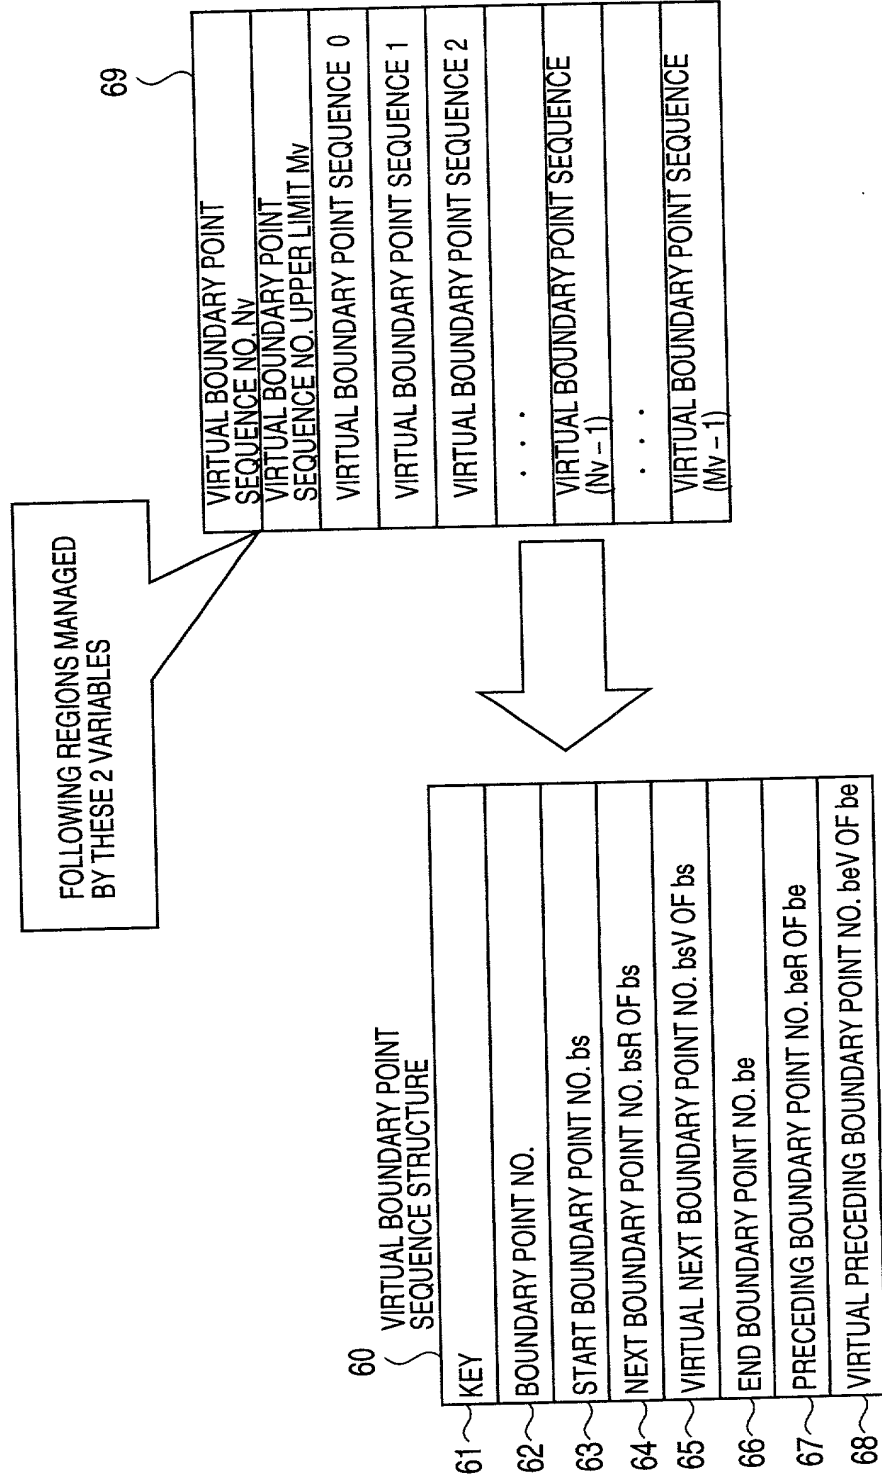 FOLLOWING REGIONS MANAGED
BY THESE 2 VARIABLES
69
VIRTUAL BOUNDARY POINT
SEQUENCE NO. Nv
VIRTUAL BOUNDARY POINT
SEQUENCE NO. UPPER LIMIT Mv
VIRTUAL BOUNDARY POINT SEQUENCE 0
VIRTUAL BOUNDARY POINT SEQUENCE 1
VIRTUAL BOUNDARY POINT SEQUENCE 2
. . .
VIRTUAL BOUNDARY POINT SEQUENCE
(Nv – 1)
. . .
VIRTUAL BOUNDARY POINT SEQUENCE
(Mv – 1)
60
VIRTUAL BOUNDARY POINT
SEQUENCE STRUCTURE
61 KEY
62 BOUNDARY POINT NO.
63 START BOUNDARY POINT NO. bs
64 NEXT BOUNDARY POINT NO. bsR OF bs
65 VIRTUAL NEXT BOUNDARY POINT NO. bsV OF bs
66 END BOUNDARY POINT NO. be
67 PRECEDING BOUNDARY POINT NO. beR OF be
68 VIRTUAL PRECEDING BOUNDARY POINT NO. beV OF be